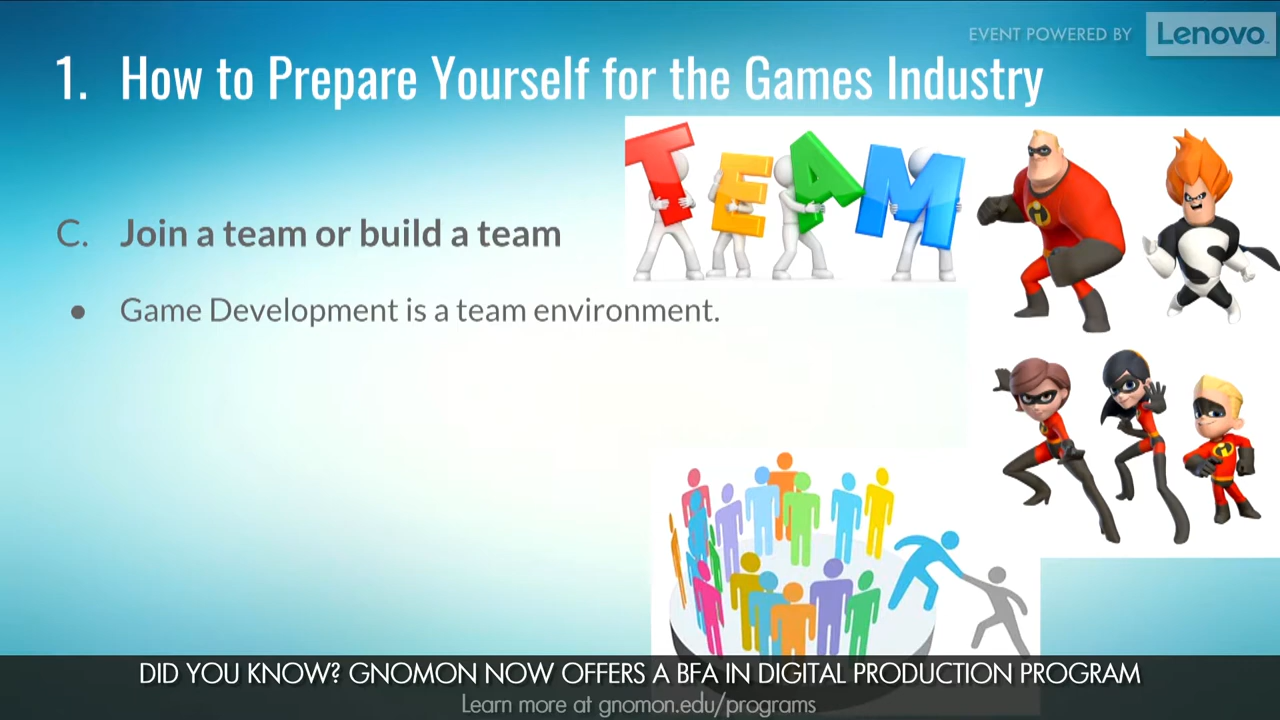 EVENT POWERED BY Lenovo
1. How to Prepare Yourself for the Games Industry
TEAM
C. Join a team or build a team
● Game Development is a team environment.
DID YOU KNOW? GNOMON NOW OFFERS A BFA IN DIGITAL PRODUCTION PROGRAM
Learn more at gnomon.edu/programs